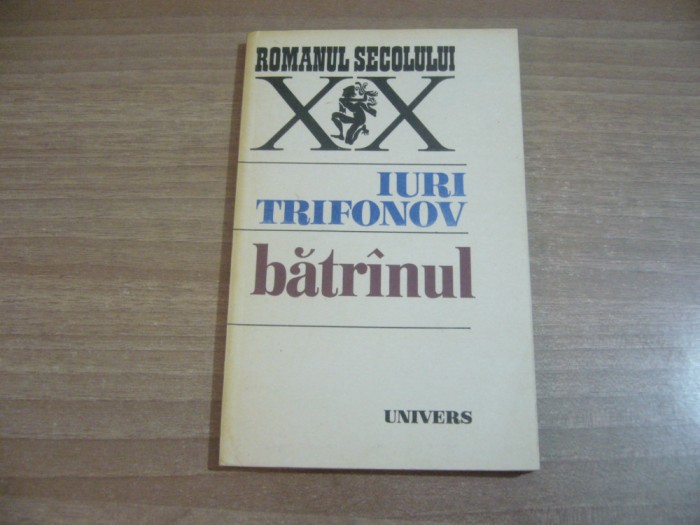 ROMANUL SECOLULUI
XX
IURI
TRIFONOV
bătrînul
UNIVERS